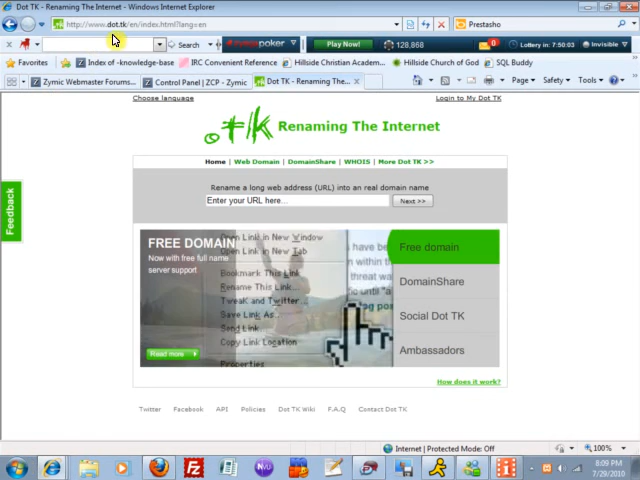 Dot TK - Renaming The Internet - Windows Internet Explorer
http://www.dot.tk/en/index.html?lang=en
Prestasho
Search
poker
Play Now!
128,868
Lottery in: 7:50:03
Invisible
Favorites
Index of -knowledge-base
IRC Convenient Reference
Hillside Christian Academ...
Hillside Church of God
SQL Buddy
Zymic Webmaster Forums...
Control Panel | ZCP - Zymic
Dot TK - Renaming The...
Page
Safety
Tools
Choose language
Login to My Dot TK
.tk Renaming The Internet
Home | Web Domain | DomainShare | WHOIS | More Dot TK >>
Feedback
Rename a long web address (URL) into an real domain name
Enter your URL here...
Next >>
FREE DOMAIN
Now with free full name
server support
Read more
Open Link in New Window
Open Link in New Tab
Bookmark This Link
Rename This Link...
TweaK and Twitter...
Save Link As...
Send Link...
Copy Link Location
Properties
Free domain
DomainShare
Social Dot TK
Ambassadors
How does it work?
Twitter
Facebook
API
Policies
Dot TK Wiki
F.A.Q
Contact Dot TK
Internet | Protected Mode: Off
100%
8:09 PM
7/29/2010